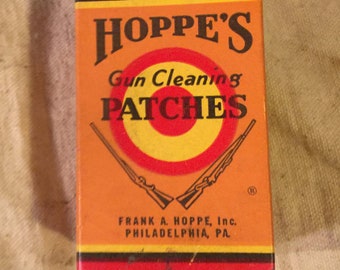 HOPPE'S
Gun Cleaning
PATCHES
®
FRANK A. HOPPE, Inc.
PHILADELPHIA, PA.